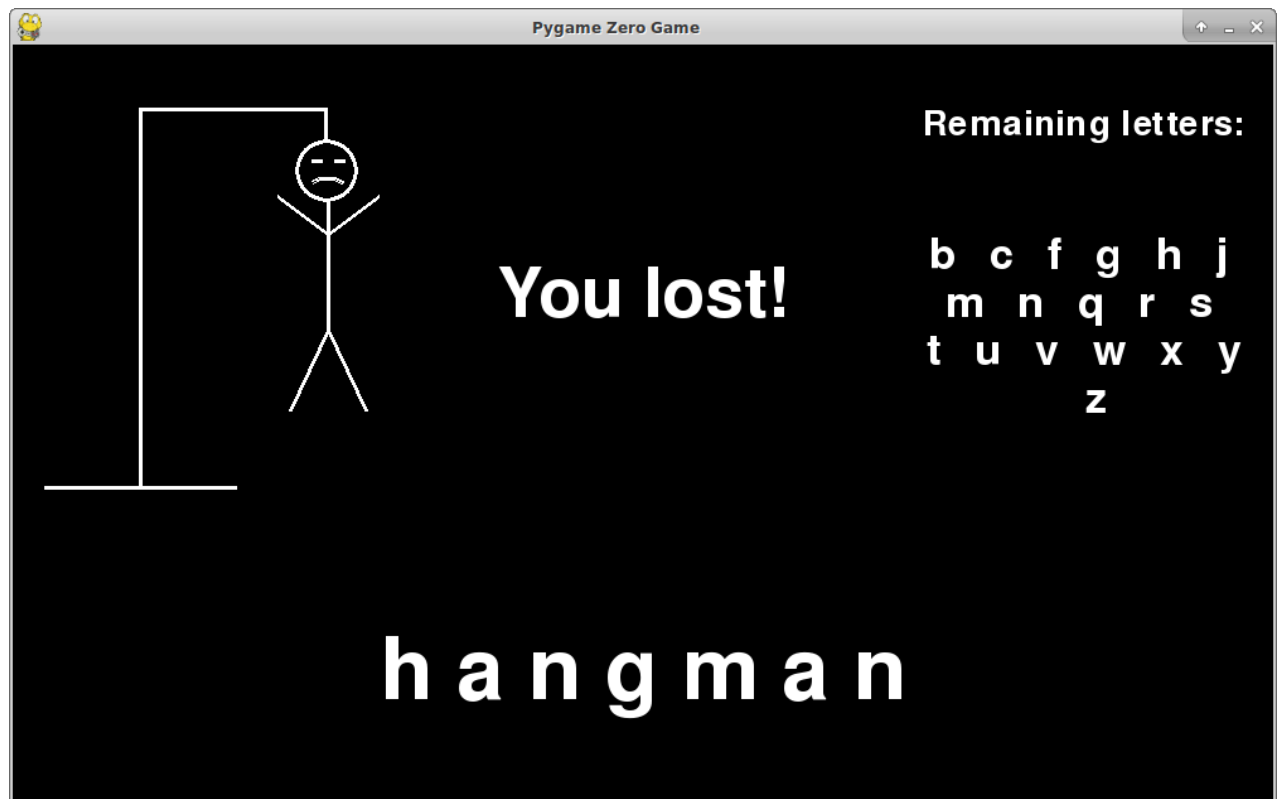 Pygame Zero Game
Remaining letters:
b c f g h j
m n q r s
t u v w x y
z
You lost!
h a n g m a n